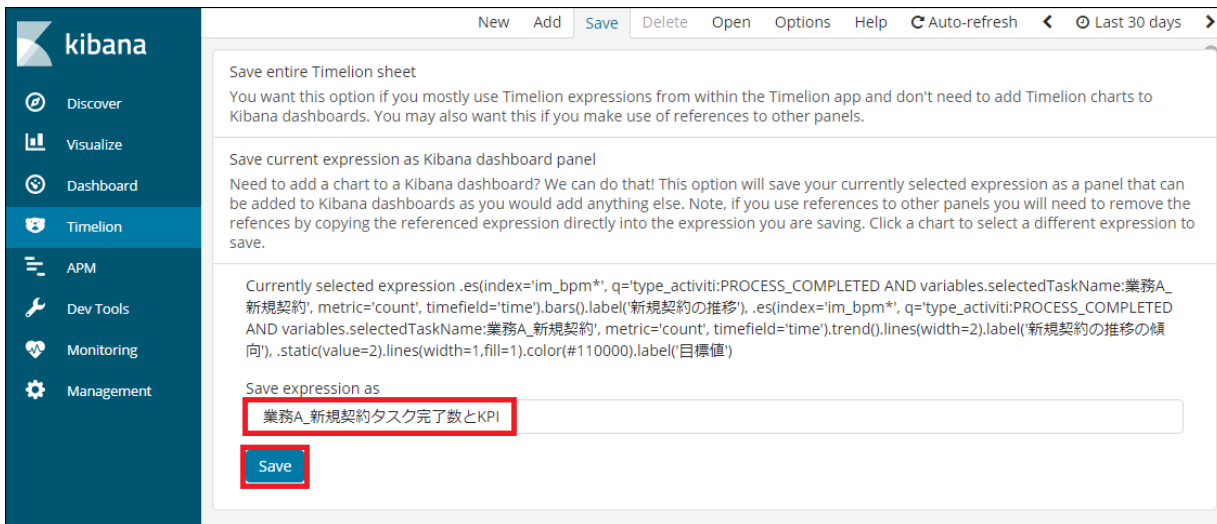 kibana
New Add Save Delete Open Options Help Auto-refresh Last 30 days
Discover
Visualize
Dashboard
Timelion
APM
Dev Tools
Monitoring
Management
Save entire Timelion sheet
You want this option if you mostly use Timelion expressions from within the Timelion app and don't need to add Timelion charts to
Kibana dashboards. You may also want this if you make use of references to other panels.
Save current expression as Kibana dashboard panel
Need to add a chart to a Kibana dashboard? We can do that! This option will save your currently selected expression as a panel that can
be added to Kibana dashboards as you would add anything else. Note, if you use references to other panels you will need to remove the
refences by copying the referenced expression directly into the expression you are saving. Click a chart to select a different expression to
save.
Currently selected expression .es(index='im_bpm*', q='type_activiti:PROCESS_COMPLETED AND variables.selectedTaskName:業務A_
新規契約', metric='count', timefield='time').bars().label('新規契約の推移'), .es(index='im_bpm*', q='type_activiti:PROCESS_COMPLETED
AND variables.selectedTaskName:業務A_新規契約', metric='count', timefield='time').trend().lines(width=2).label('新規契約の推移の傾
向'), .static(value=2).lines(width=1,fill=1).color(#110000).label('目標値')
Save expression as
業務A_新規契約タスク完了数とKPI
Save